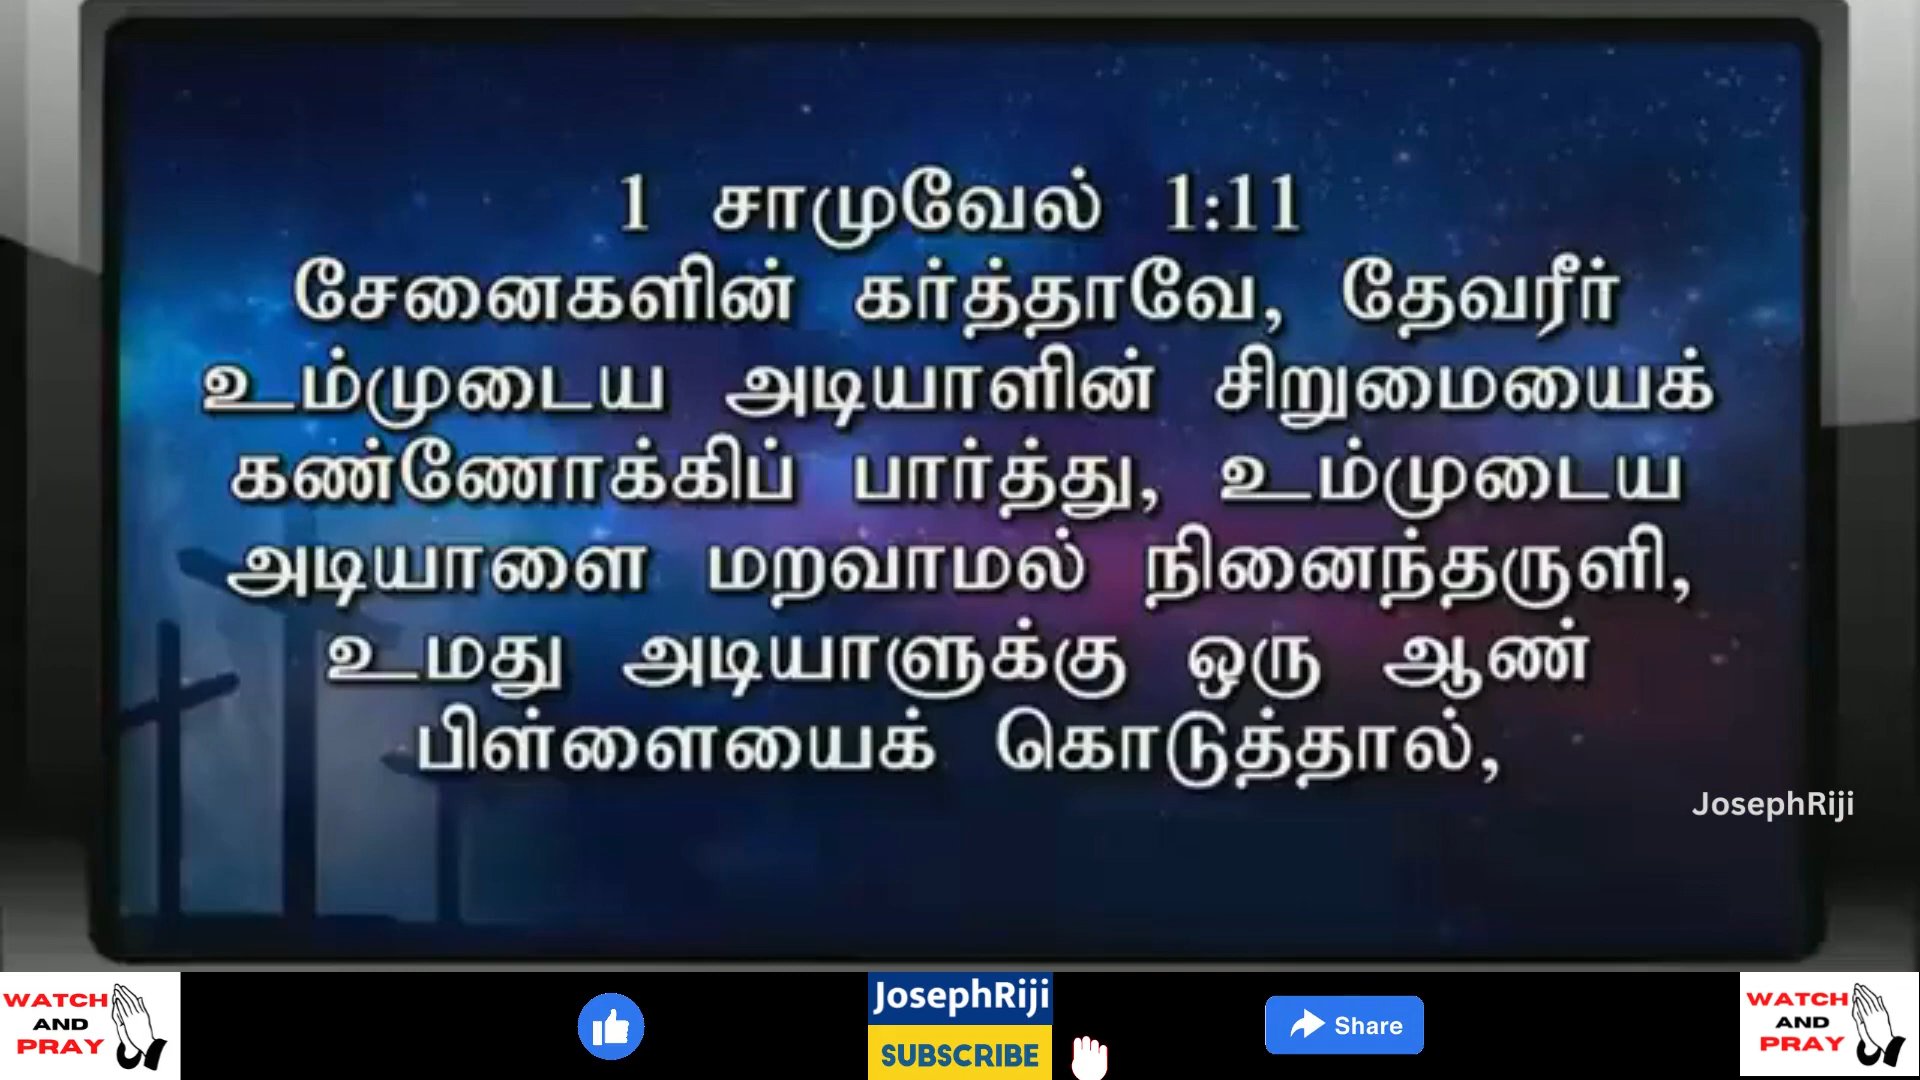 1 சாமுவேல் 1:11
சேனைகளின் கர்த்தாவே, தேவரீர்
உம்முடைய அடியாளின் சிறுமையைக்
கண்ணோக்கிப் பார்த்து, உம்முடைய
அடியாளை மறவாமல் நினைந்தருளி,
உமது அடியாளுக்கு ஒரு ஆண்
பிள்ளையைக் கொடுத்தால்,
JosephRiji
WATCH
AND
PRAY
JosephRiji
SUBSCRIBE
Share
WATCH
AND
PRAY